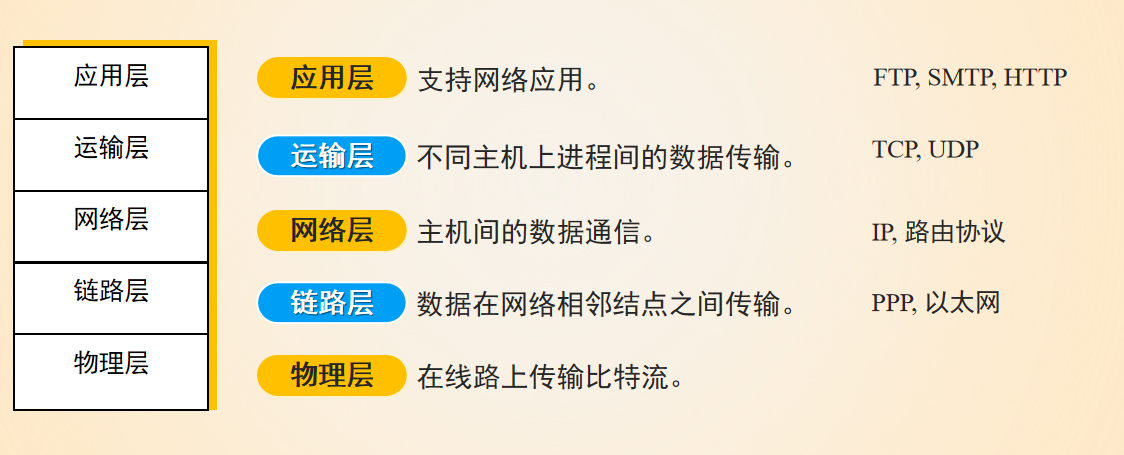 应用层
运输层
网络层
链路层
物理层
应用层 支持网络应用。 FTP, SMTP, HTTP
运输层 不同主机上进程间的数据传输。 TCP, UDP
网络层 主机间的数据通信。 IP, 路由协议
链路层 数据在网络相邻结点之间传输。 PPP, 以太网
物理层 在线路上传输比特流。